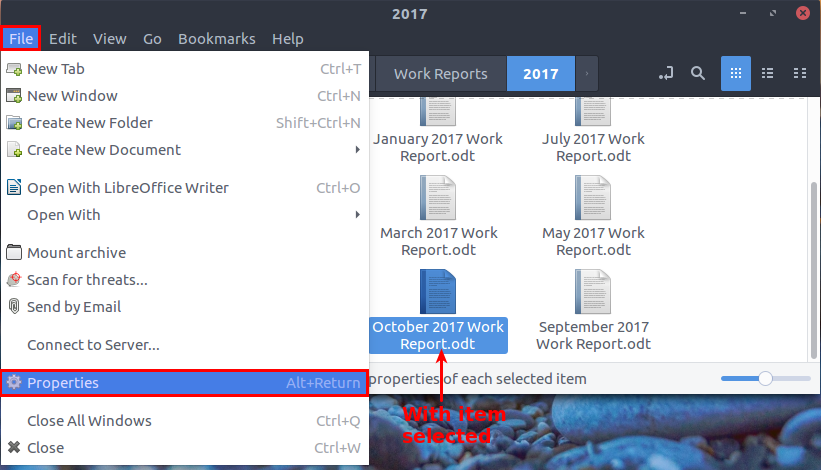 2017
File Edit View Go Bookmarks Help
New Tab Ctrl+T
New Window Ctrl+N
Create New Folder Shift+Ctrl+N
Create New Document
Open With LibreOffice Writer Ctrl+O
Open With
Mount archive
Scan for threats...
Send by Email
Connect to Server...
Properties Alt+Return
Close All Windows Ctrl+Q
Close Ctrl+W
Work Reports 2017
January 2017 Work
Report.odt
July 2017 Work
Report.odt
March 2017 Work
Report.odt
May 2017 Work
Report.odt
October 2017 Work
Report.odt
September 2017
Work Report.odt
properties of each selected item
With item
selected